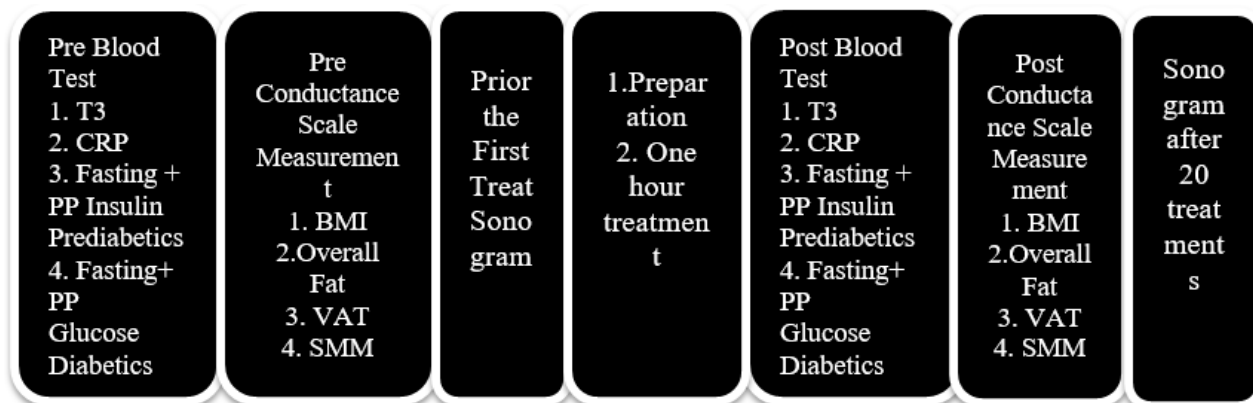 Pre Blood
Test
1. T3
2. CRP
3. Fasting +
PP Insulin
Prediabetics
4. Fasting+
PP
Glucose
Diabetics
Pre
Conductance
Scale
Measuremen
t
1. BMI
2.Overall
Fat
3. VAT
4. SMM
Prior
the
First
Treat
Sono
gram
1.Prepar
ation
2. One
hour
treatmen
t
Post Blood
Test
1. T3
2. CRP
3. Fasting +
PP Insulin
Prediabetics
4. Fasting+
PP
Glucose
Diabetics
Post
Conducta
nce Scale
Measure
ment
1. BMI
2.Overall
Fat
3. VAT
4. SMM
Sono
gram
after
20
treat
ment
s